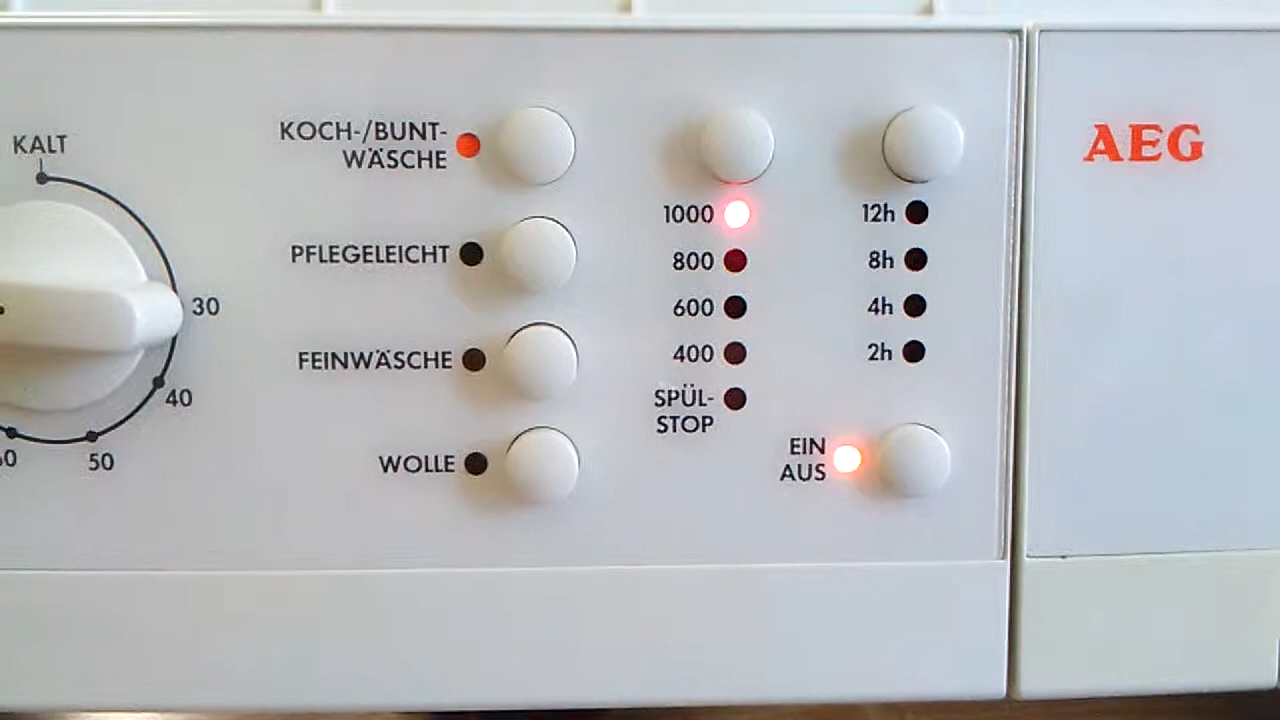 KALT
30
40
50
KOCH-/BUNT-
WÄSCHE
PFLEGELEICHT
FEINWÄSCHE
WOLLE
1000
800
600
400
SPÜL-
STOP
12h
8h
4h
2h
EIN
AUS
AEG